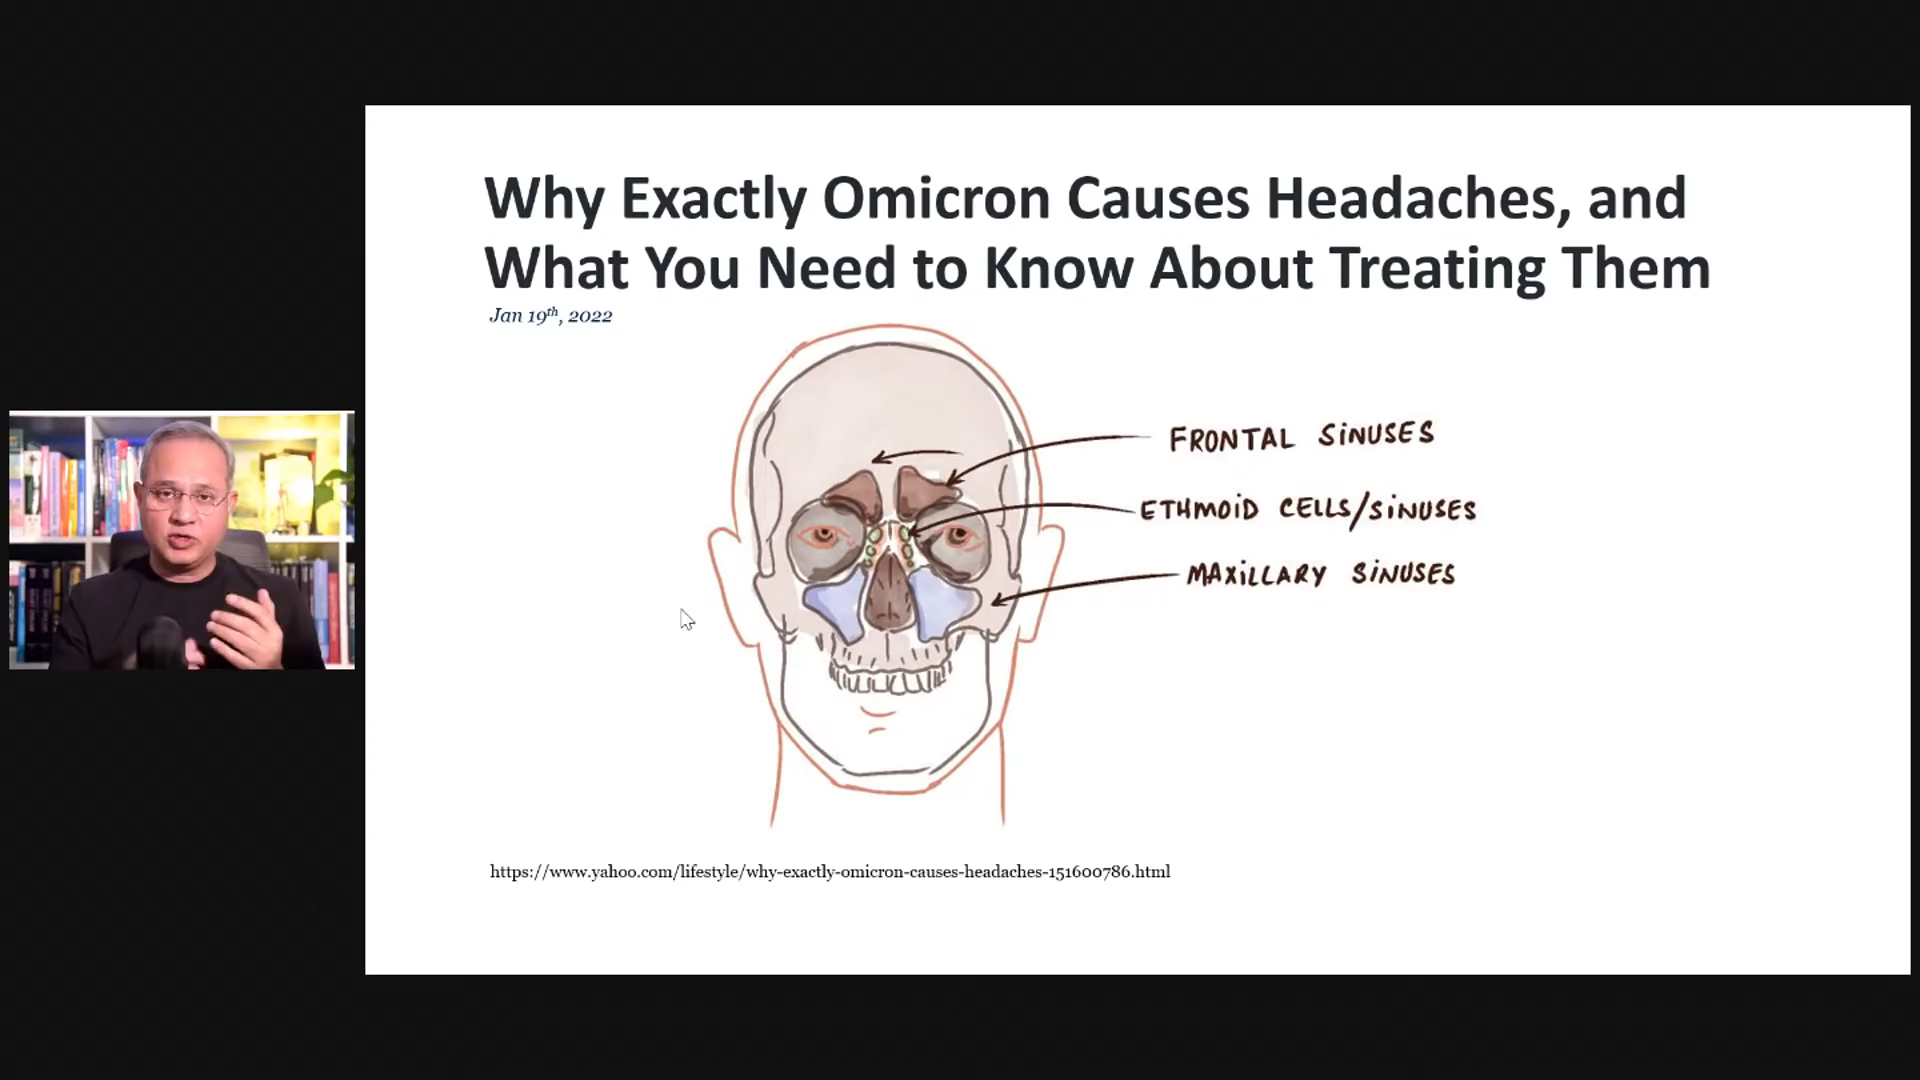 Why Exactly Omicron Causes Headaches, and
What You Need to Know About Treating Them
Jan 19th, 2022
FRONTAL SINUSES
ETHMOID CELLS/SINUSES
MAXILLARY SINUSES
https://www.yahoo.com/lifestyle/why-exactly-omicron-causes-headaches-151600786.html